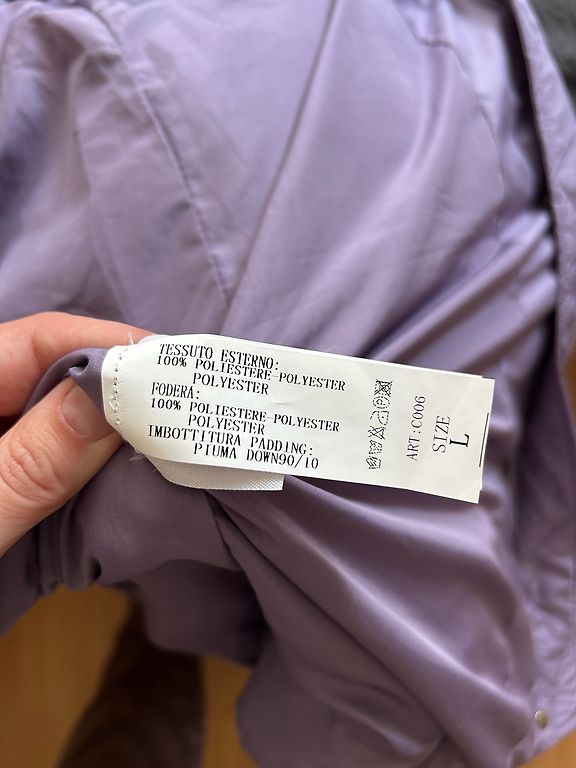 TESSUTO ESTERNO:
100% POLIESTERE-POLYESTER
POLYESTER
FODERA:
100% POLIESTERE-POLYESTER
POLYESTER
IMBOTTITURA PADDING:
PIUMA DOWN90/10
ART:C006
SIZE
L